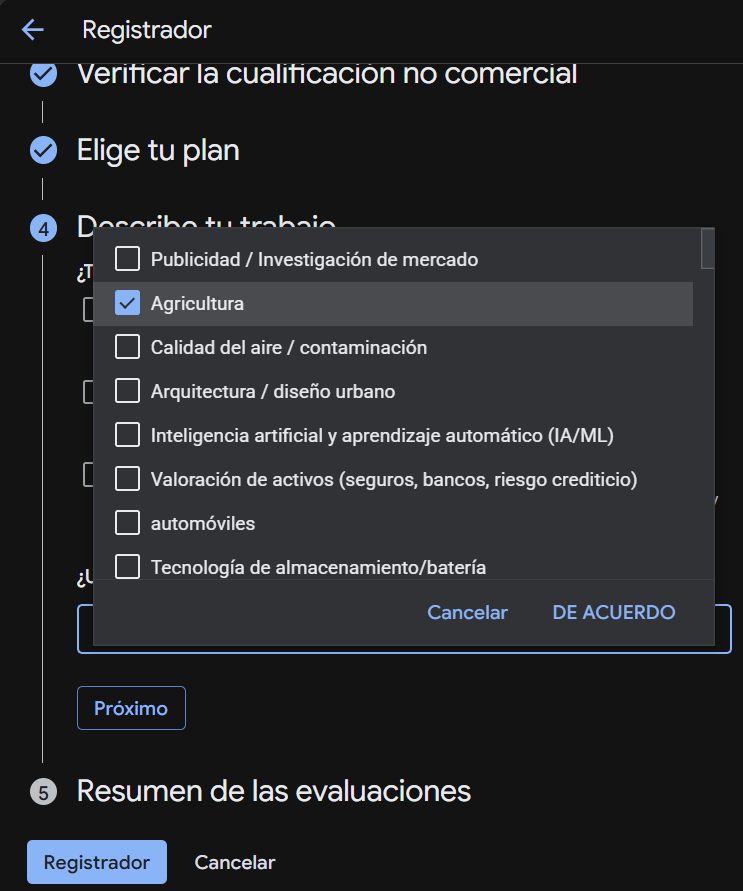 Registrador
Verificar la cualificación no comercial
Elige tu plan
4
Describe tu trabajo
Publicidad / Investigación de mercado
Agricultura
Calidad del aire / contaminación
Arquitectura / diseño urbano
Inteligencia artificial y aprendizaje automático (IA/ML)
Valoración de activos (seguros, bancos, riesgo crediticio)
automóviles
Tecnología de almacenamiento/batería
Cancelar DE ACUERDO
Próximo
5 Resumen de las evaluaciones
Registrador Cancelar